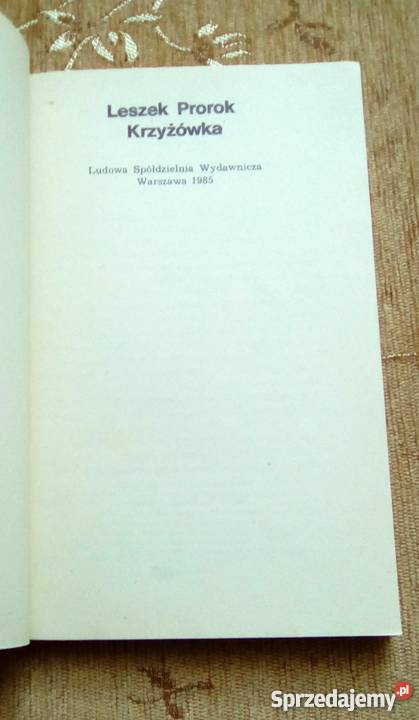 Leszek Prorok
Krzyżówka
Ludowa Spółdzielnia Wydawnicza
Warszawa 1985
Sprzedajemy.pl